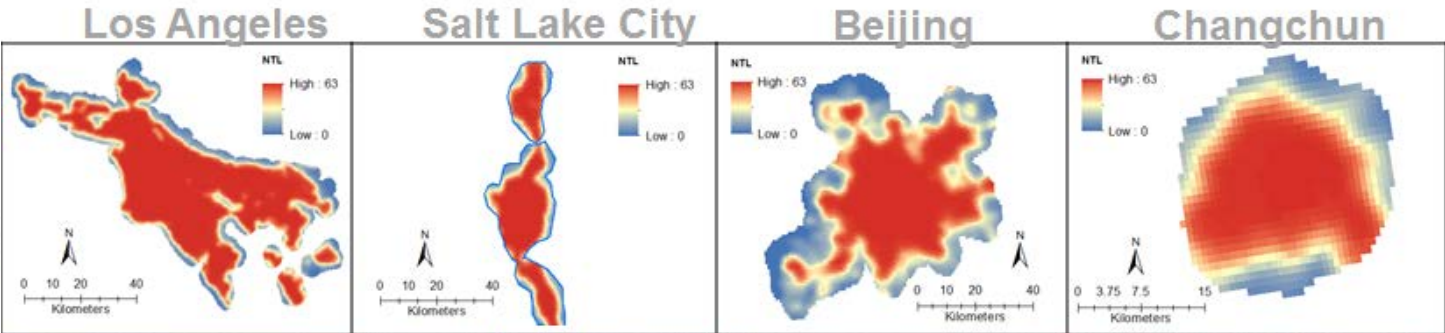 Los Angeles
NTL
High : 63
Low : 0
N
0 10 20 40
Kilometers
Salt Lake City
NTL
High : 63
Low : 0
N
0 10 20 40
Kilometers
Beijing
NTL
High : 63
Low : 0
N
0 10 20 40
Kilometers
Changchun
NTL
High : 63
Low : 0
N
0 3.75 7.5 15
Kilometers